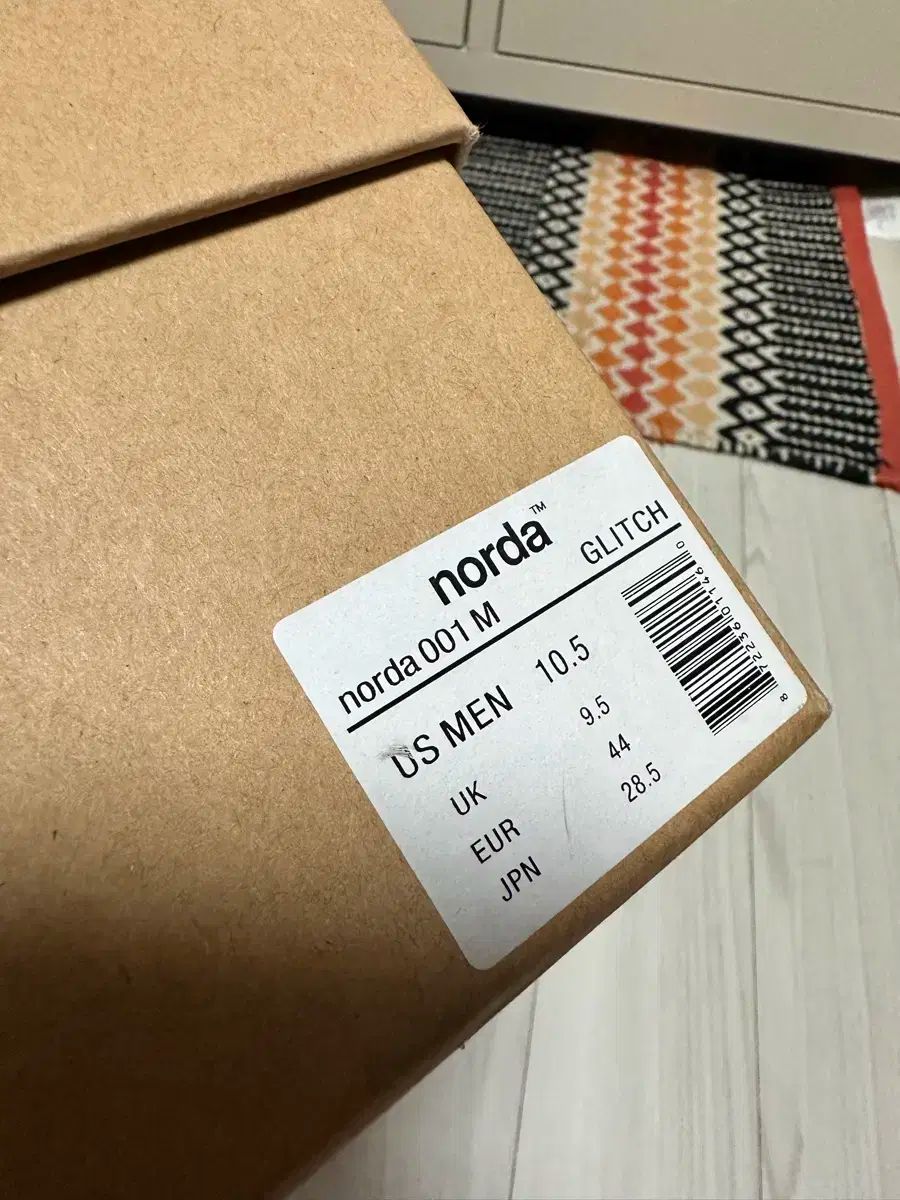 norda™
norda 001 M GLITCH
US MEN 10.5
UK 9.5
EUR 44
JPN 28.5